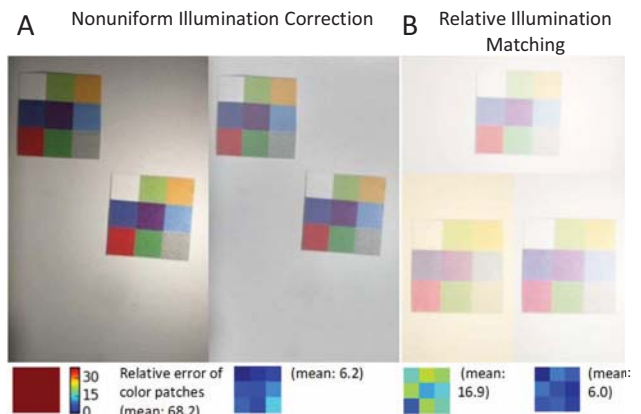 A Nonuniform Illumination Correction
B Relative Illumination
Matching
30
15
0
Relative error of
color patches
(mean: 68.2)
(mean: 6.2)
(mean:
16.9)
(mean:
6.0)